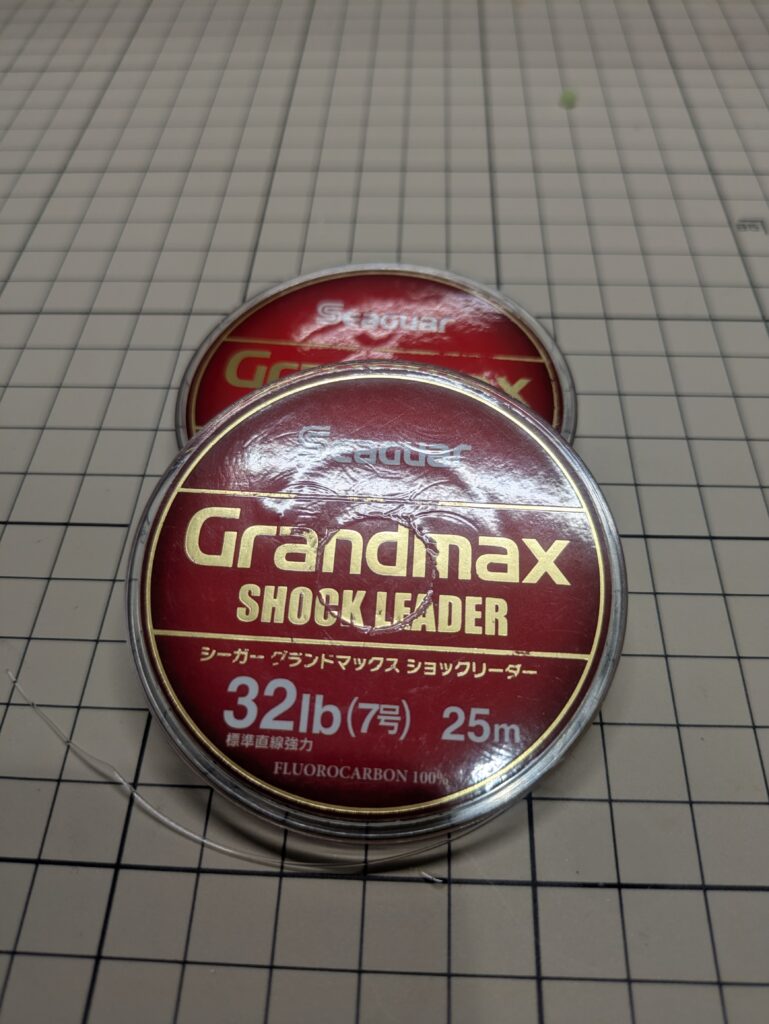 Seaguar
Grandmax
Seaguar
Grandmax
SHOCK LEADER
シーガー グランドマックス ショックリーダー
32lb(7号) 25m
標準直線強力
FLUOROCARBON 100%